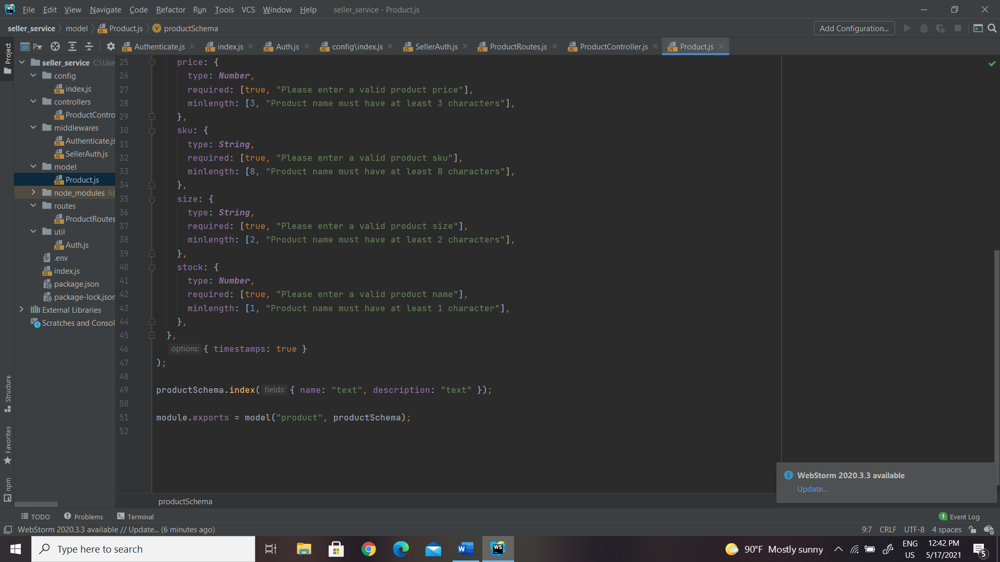 File Edit View Navigate Code Refactor Run Tools VCS Window Help seller_service - Product.js
seller_service model Product.js productSchema Add Configuration...
Project
P..
Authenticate.js index.js Auth.js config\index.js SellerAuth.js ProductRoutes.js ProductController.js Product.js
seller_service C:\Use
config
index.js
controllers
ProductContro
middlewares
Authenticate.js
SellerAuth.js
model
Product.js
node_modules lib
routes
ProductRoutes
util
Auth.js
.env
index.js
package.json
package-lock.json
External Libraries
Scratches and Consol
25 price: {
26 type: Number,
27 required: [true, "Please enter a valid product price"],
28 minlength: [3, "Product name must have at least 3 characters"],
29 },
30 sku: {
31 type: String,
32 required: [true, "Please enter a valid product sku"],
33 minlength: [8, "Product name must have at least 8 characters"],
34 },
35 size: {
36 type: String,
37 required: [true, "Please enter a valid product size"],
38 minlength: [2, "Product name must have at least 2 characters"],
39 },
40 stock: {
41 type: Number,
42 required: [true, "Please enter a valid product name"],
43 minlength: [1, "Product name must have at least 1 character"],
44 },
45 },
46 options: { timestamps: true }
47 );
48
49 productSchema.index( fields: { name: "text", description: "text" });
50
51 module.exports = model("product", productSchema);
52
Structure
Favorites
npm
WebStorm 2020.3.3 available
Update...
productSchema
TODO Problems Terminal 1 Event Log
WebStorm 2020.3.3 available // Update... (6 minutes ago) 9:7 CRLF UTF-8 4 spaces
Type here to search
90°F Mostly sunny
ENG
US
12:42 PM
5/17/2021
5